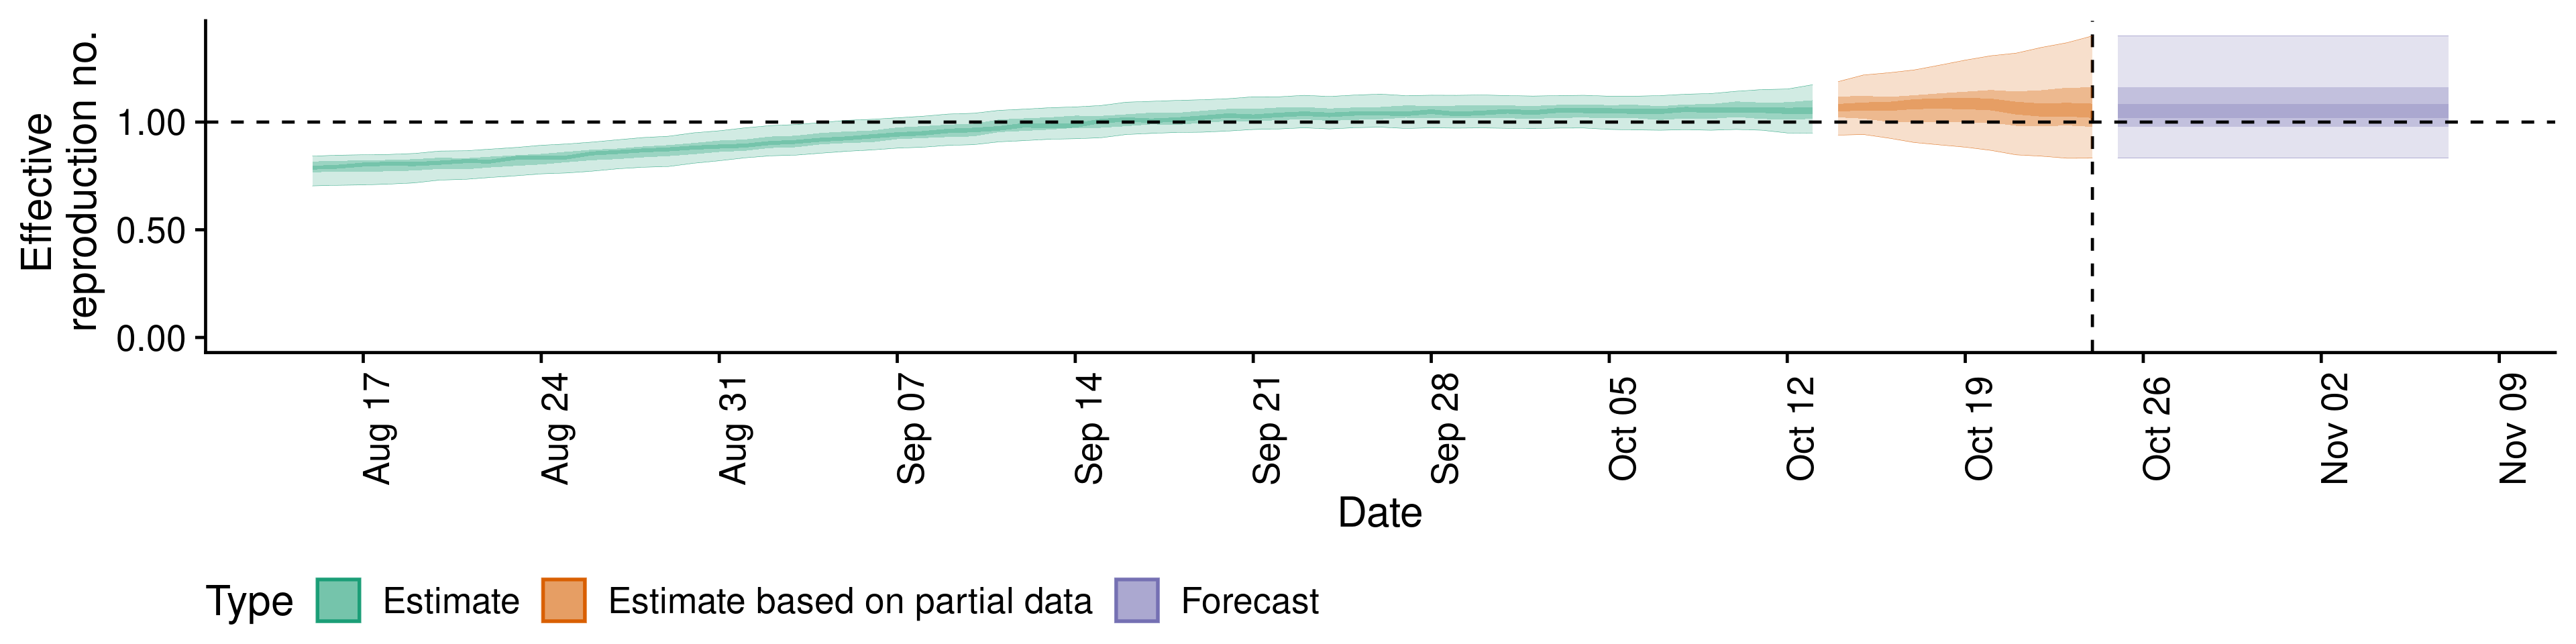 Effective
reproduction no.
1.00
0.50
0.00
Aug 17
Aug 24
Aug 31
Sep 07
Sep 14
Sep 21
Sep 28
Oct 05
Oct 12
Oct 19
Oct 26
Nov 02
Nov 09
Date
Type Estimate Estimate based on partial data Forecast